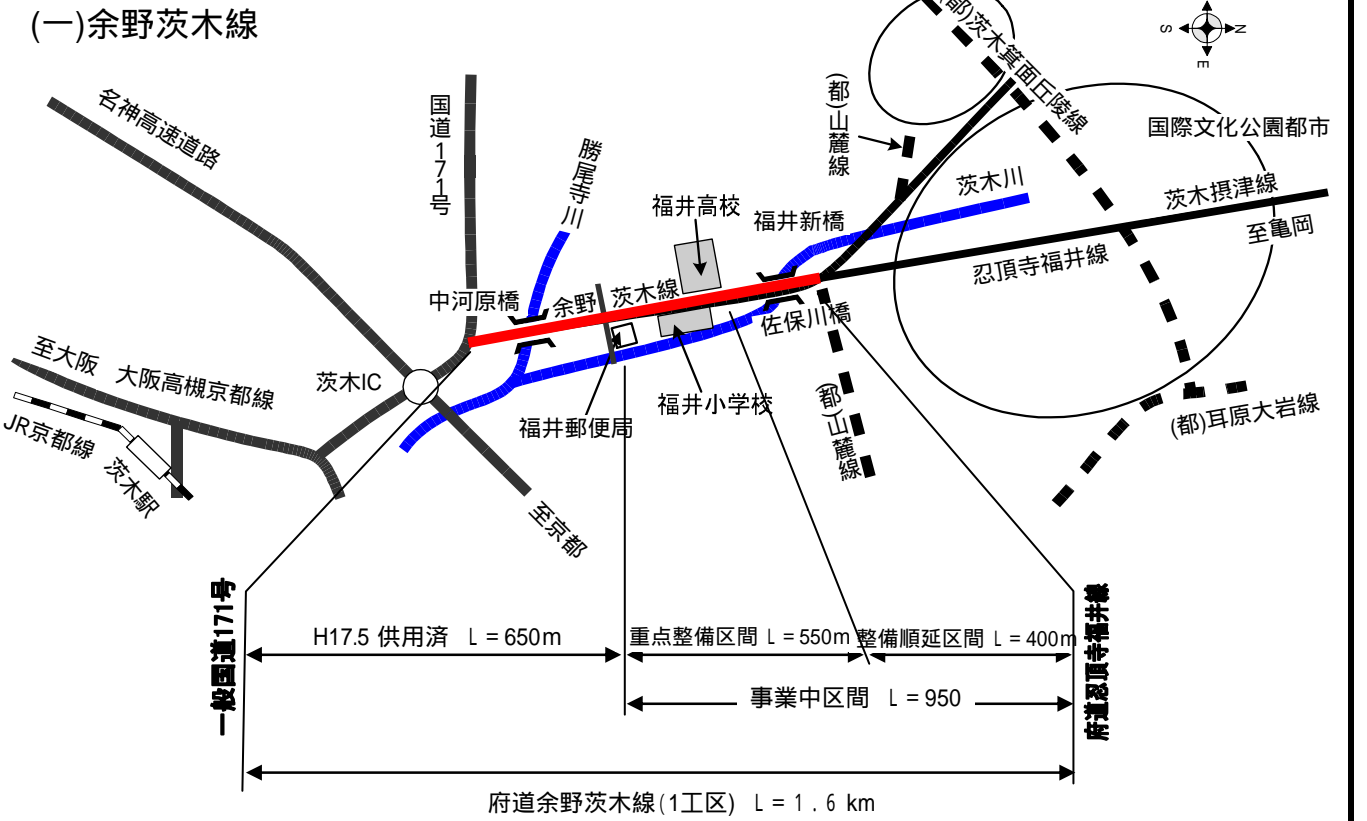 (一)余野茨木線
(都)茨木箕面丘陵線
S
N
E
名神高速道路
国道171号
勝尾寺川
(都)山麓線
国際文化公園都市
茨木川
茨木摂津線
至亀岡
福井高校
福井新橋
忍頂寺福井線
中河原橋
余野
茨木線
佐保川橋
至大阪 大阪高槻京都線
茨木IC
福井郵便局
福井小学校
(都)山麓線
(都)耳原大岩線
JR京都線 茨木駅
至京都
一般国道171号
府道忍頂寺福井線
H17.5 供用済 L=650m
重点整備区間 L=550m
整備順延区間 L=400m
事業中区間 L=950
府道余野茨木線(1工区) L=1.6km